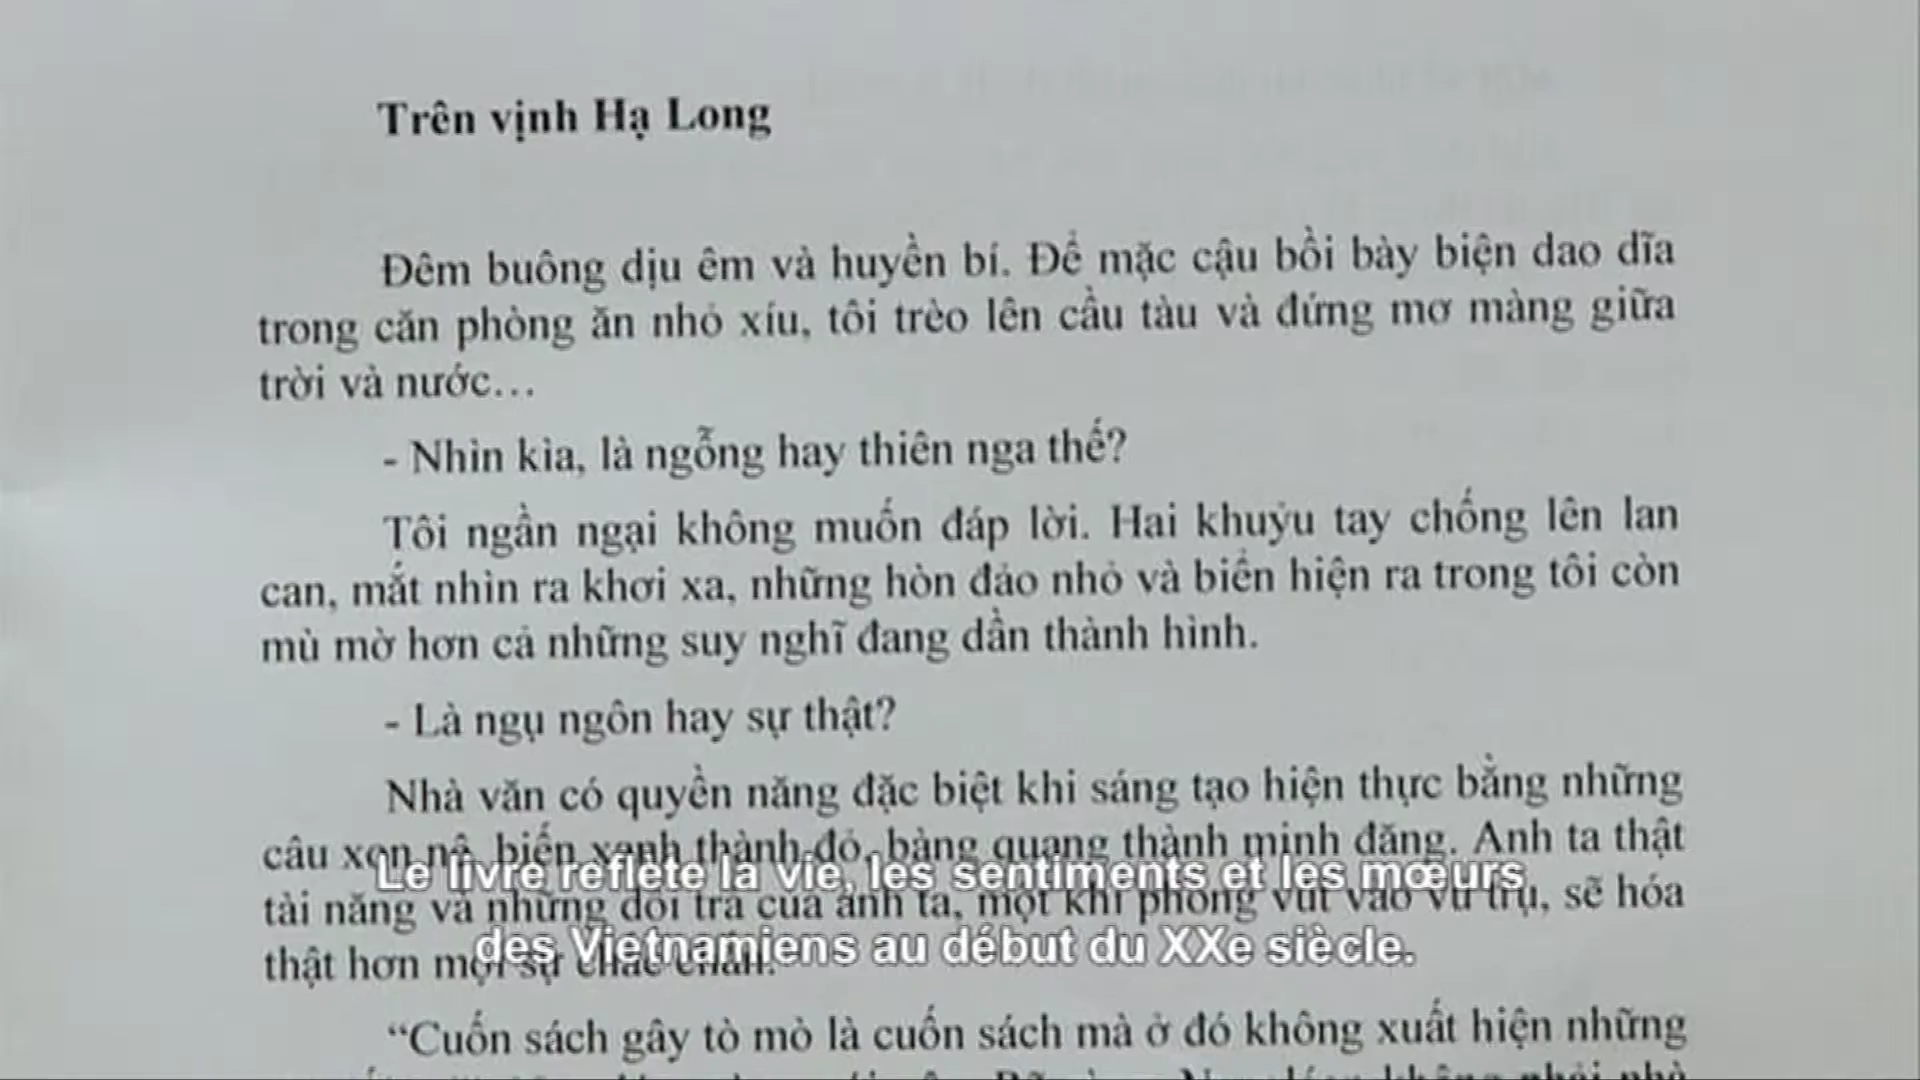 Trên vịnh Hạ Long
Đêm buông dịu êm và huyền bí. Để mặc cậu bồi bày biện dao dĩa
trong căn phòng ăn nhỏ xíu, tôi trèo lên cầu tàu và đứng mơ màng giữa
trời và nước…
- Nhìn kìa, là ngỗng hay thiên nga thế?
Tôi ngần ngại không muốn đáp lời. Hai khuỷu tay chống lên lan
can, mắt nhìn ra khơi xa, những hòn đảo nhỏ và biển hiện ra trong tôi còn
mù mờ hơn cả những suy nghĩ đang dần thành hình.
- Là ngụ ngôn hay sự thật?
Nhà văn có quyền năng đặc biệt khi sáng tạo hiện thực bằng những
câu xọn nê, biến xanh thành đỏ, bàng quang thành minh đăng. Anh ta thật
tài năng và những dối trá của anh ta, một khi phóng vút vào vũ trụ, sẽ hóa
thật hơn mọi sự chắc chắn.
Le livre reflète la vie, les sentiments et les mœurs
des Vietnamiens au début du XXe siècle.
“Cuốn sách gây tò mò là cuốn sách mà ở đó không xuất hiện những